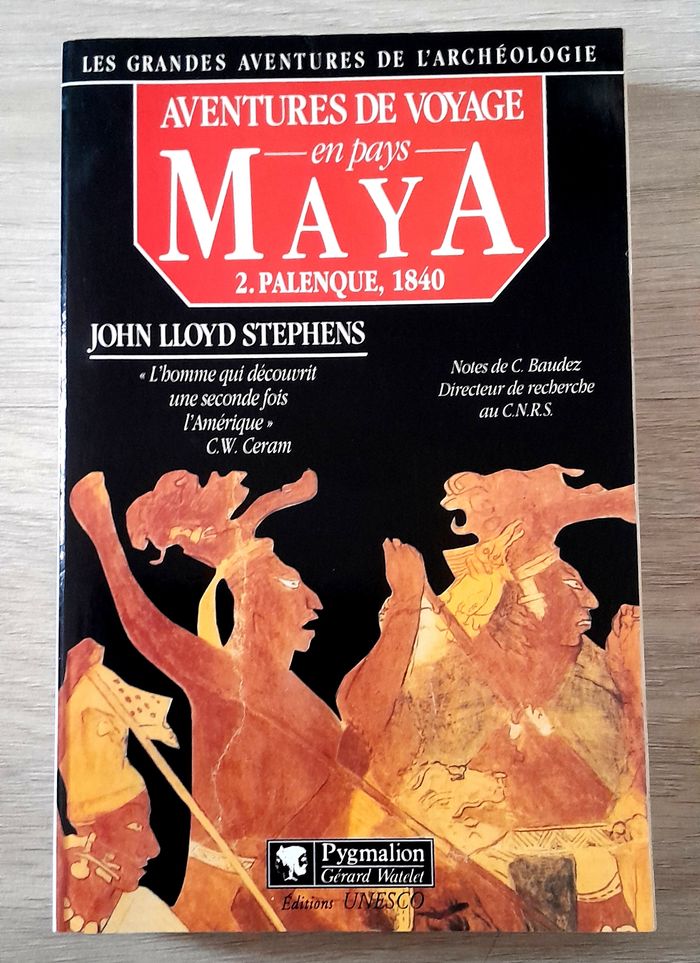 LES GRANDES AVENTURES DE L'ARCHÉOLOGIE
AVENTURES DE VOYAGE
en pays
MAYA
2. PALENQUE, 1840
JOHN LLOYD STEPHENS
« L'homme qui découvrit
une seconde fois
l'Amérique »
C.W. Ceram
Notes de C. Baudez
Directeur de recherche
au C.N.R.S.
Pygmalion
Gérard Watelet
Éditions UNESCO